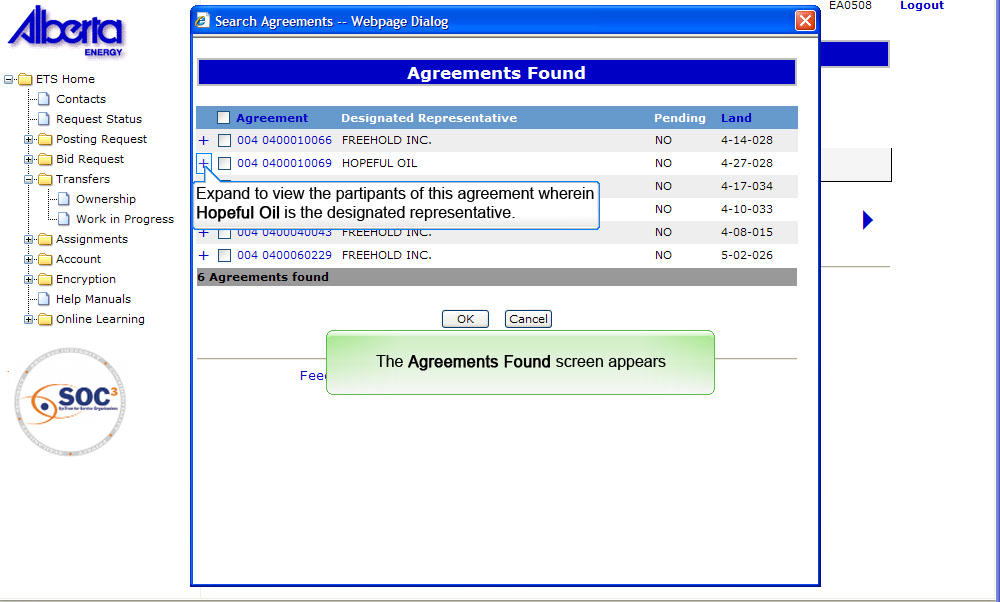 Alberta
ENERGY
EA0508 Logout
Search Agreements -- Webpage Dialog
ETS Home
Contacts
Request Status
Posting Request
Bid Request
Transfers
Ownership
Work in Progress
Assignments
Account
Encryption
Help Manuals
Online Learning
SOC3
SysTrust for Service Organizations
Agreements Found
Agreement Designated Representative Pending Land
+ 004 0400010066 FREEHOLD INC. NO 4-14-028
+ 004 0400010069 HOPEFUL OIL NO 4-27-028
NO 4-17-034
NO 4-10-033
Expand to view the partipants of this agreement wherein
Hopeful Oil is the designated representative.
+ 004 0400040043 FREEHOLD INC. NO 4-08-015
+ 004 0400060229 FREEHOLD INC. NO 5-02-026
6 Agreements found
OK Cancel
The Agreements Found screen appears